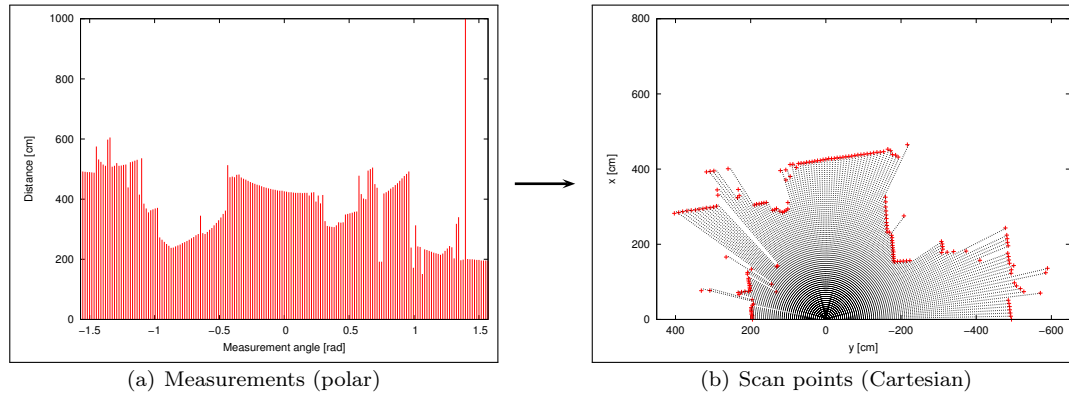 1000
800
600
400
200
0
Distance [cm]
−1.5 −1 −0.5 0 0.5 1 1.5
Measurement angle [rad]
(a) Measurements (polar)
800
600
400
200
0
x [cm]
400 200 0 −200 −400 −600
y [cm]
(b) Scan points (Cartesian)